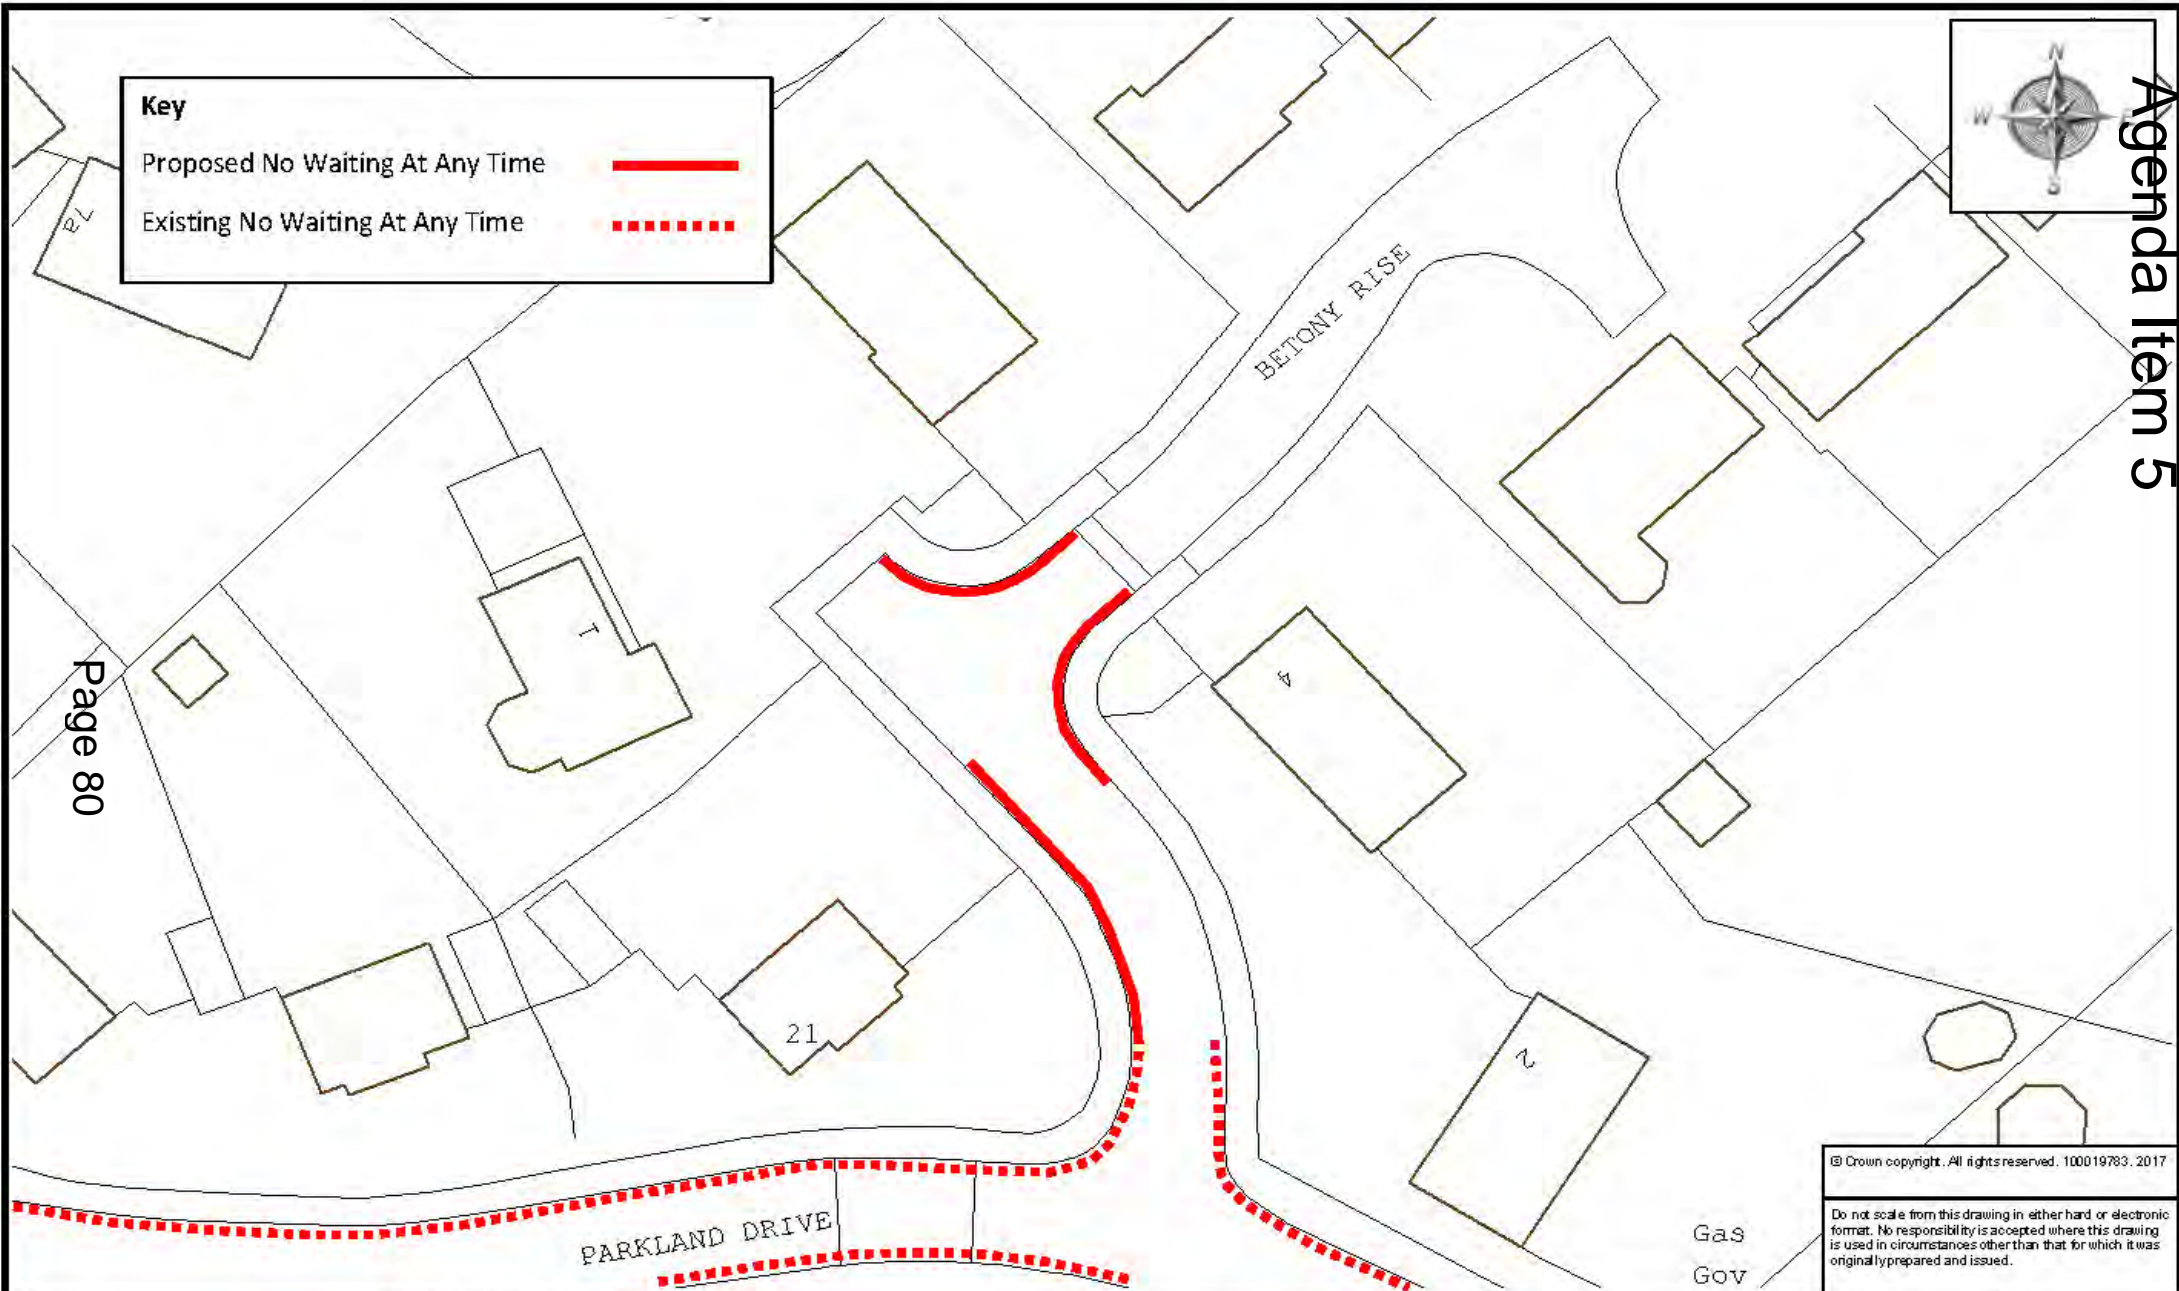 Key
Proposed No Waiting At Any Time
Existing No Waiting At Any Time
N
W
E
S
Agenda Item 5
Page 80
BETONY RISE
1
4
21
2
PARKLAND DRIVE
Gas
Gov
© Crown copyright. All rights reserved. 100019783. 2017
Do not scale from this drawing in either hard or electronic
format. No responsibility is accepted where this drawing
is used in circumstances other than that for which it was
originally prepared and issued.